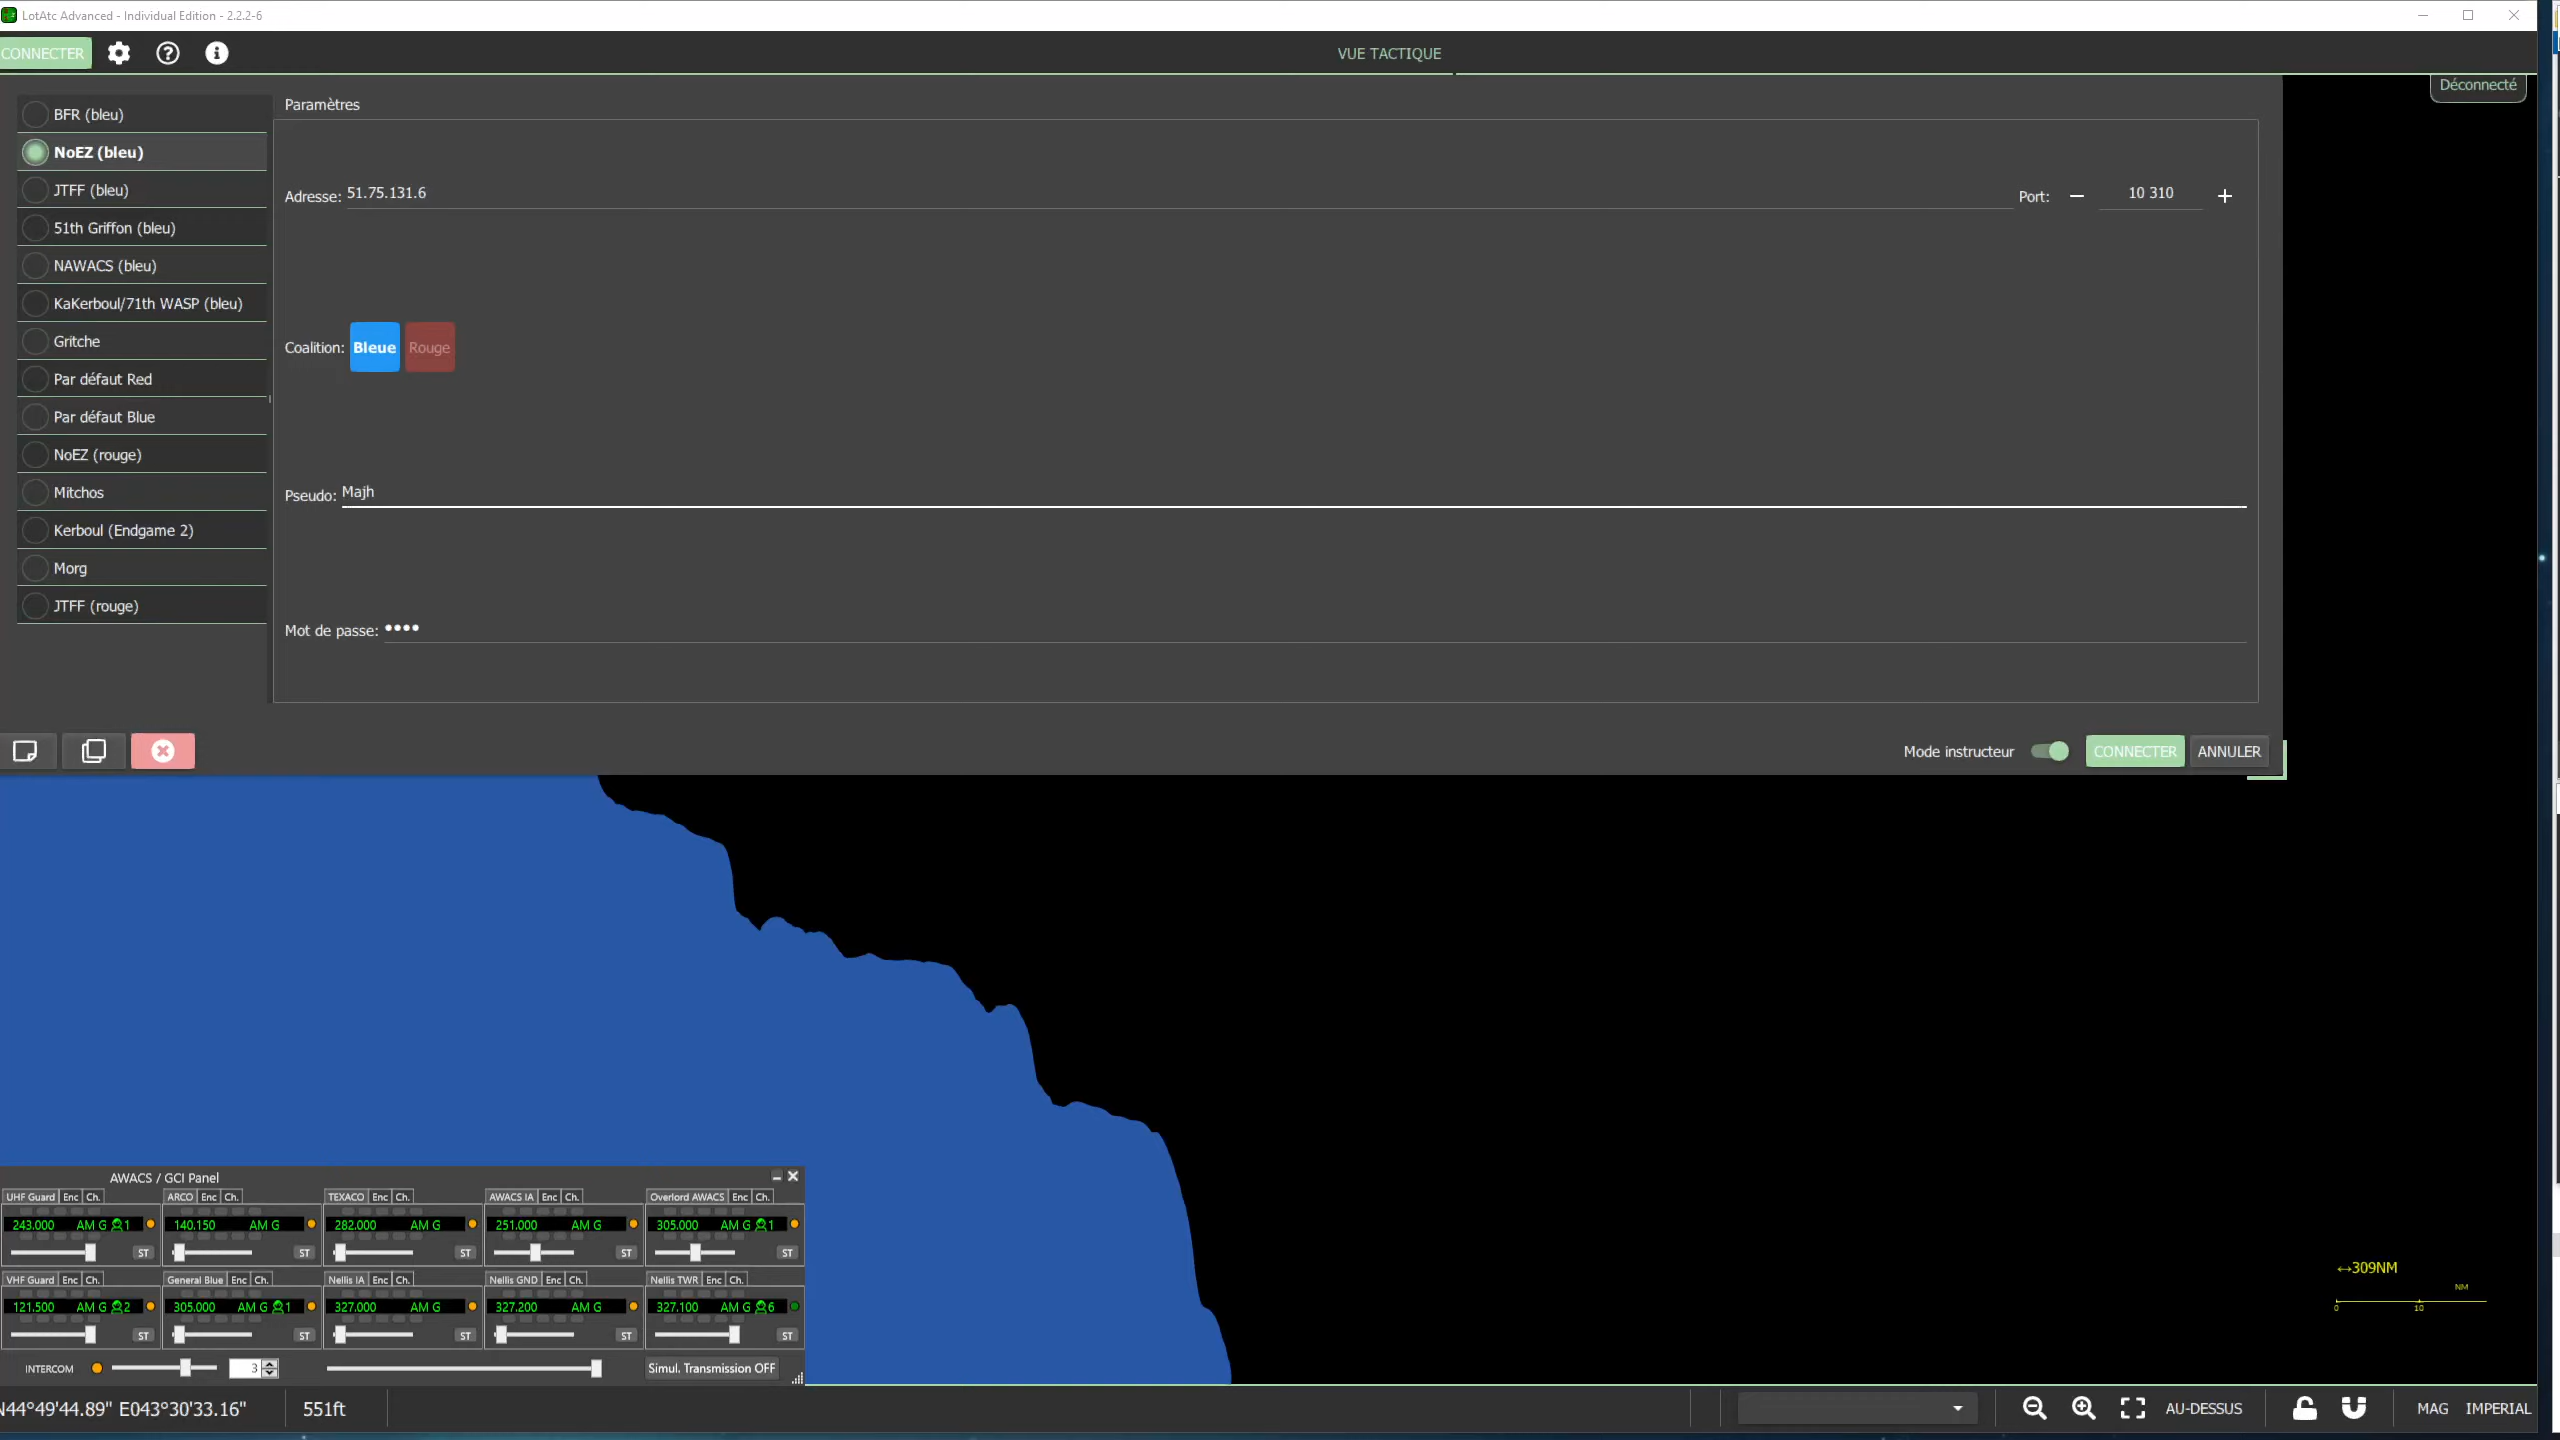 LotAtc Advanced - Individual Edition - 2.2.2-6
CONNECTER
VUE TACTIQUE
Déconnecté
BFR (bleu)
NoEZ (bleu)
JTFF (bleu)
51th Griffon (bleu)
NAWACS (bleu)
KaKerboul/71th WASP (bleu)
Gritche
Par défaut Red
Par défaut Blue
NoEZ (rouge)
Mitchos
Kerboul (Endgame 2)
Morg
JTFF (rouge)
Paramètres
Adresse: 51.75.131.6
Port: 10 310
Coalition: Bleue Rouge
Pseudo: Majh
Mot de passe: ••••
Mode instructeur CONNECTER ANNULER
AWACS / GCI Panel
UHF Guard Enc Ch. ARCO Enc Ch. TEXACO Enc Ch. AWACS IA Enc Ch. Overlord AWACS Enc Ch.
243.000 AM G 1 140.150 AM G 282.000 AM G 251.000 AM G 305.000 AM G 1
ST ST ST ST ST
VHF Guard Enc Ch. General Blue Enc Ch. Nellis IA Enc Ch. Nellis GND Enc Ch. Nellis TWR Enc Ch.
121.500 AM G 2 305.000 AM G 1 327.000 AM G 327.200 AM G 327.100 AM G 6
ST ST ST ST ST
INTERCOM 3 Simul. Transmission OFF
↔309NM
NM
0 10
N44°49'44.89" E043°30'33.16" 551ft AU-DESSUS MAG IMPERIAL